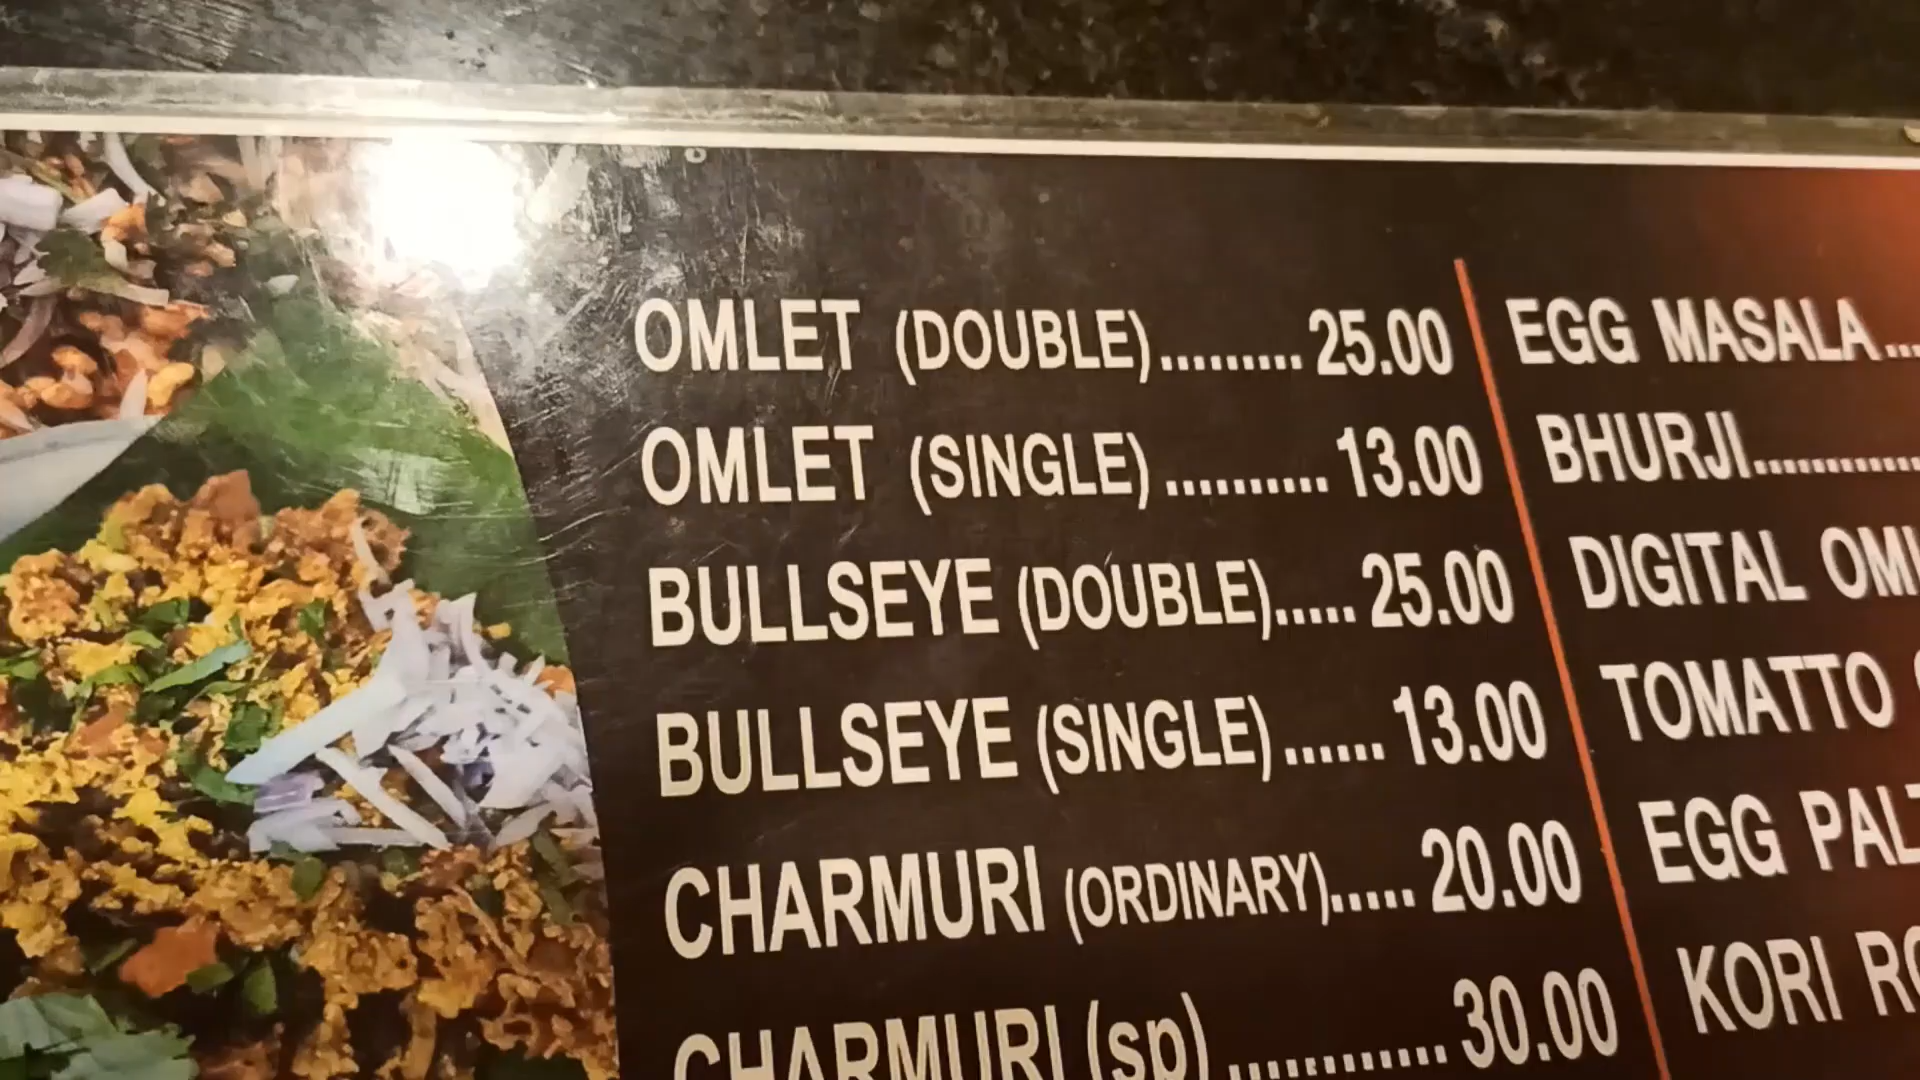 OMLET (DOUBLE)......... 25.00
OMLET (SINGLE).......... 13.00
BULLSEYE (DOUBLE)..... 25.00
BULLSEYE (SINGLE)...... 13.00
CHARMURI (ORDINARY)..... 20.00
CHARMURI (sp)............ 30.00
EGG MASALA...
BHURJI............
DIGITAL
TOMATTO
EGG
KORI